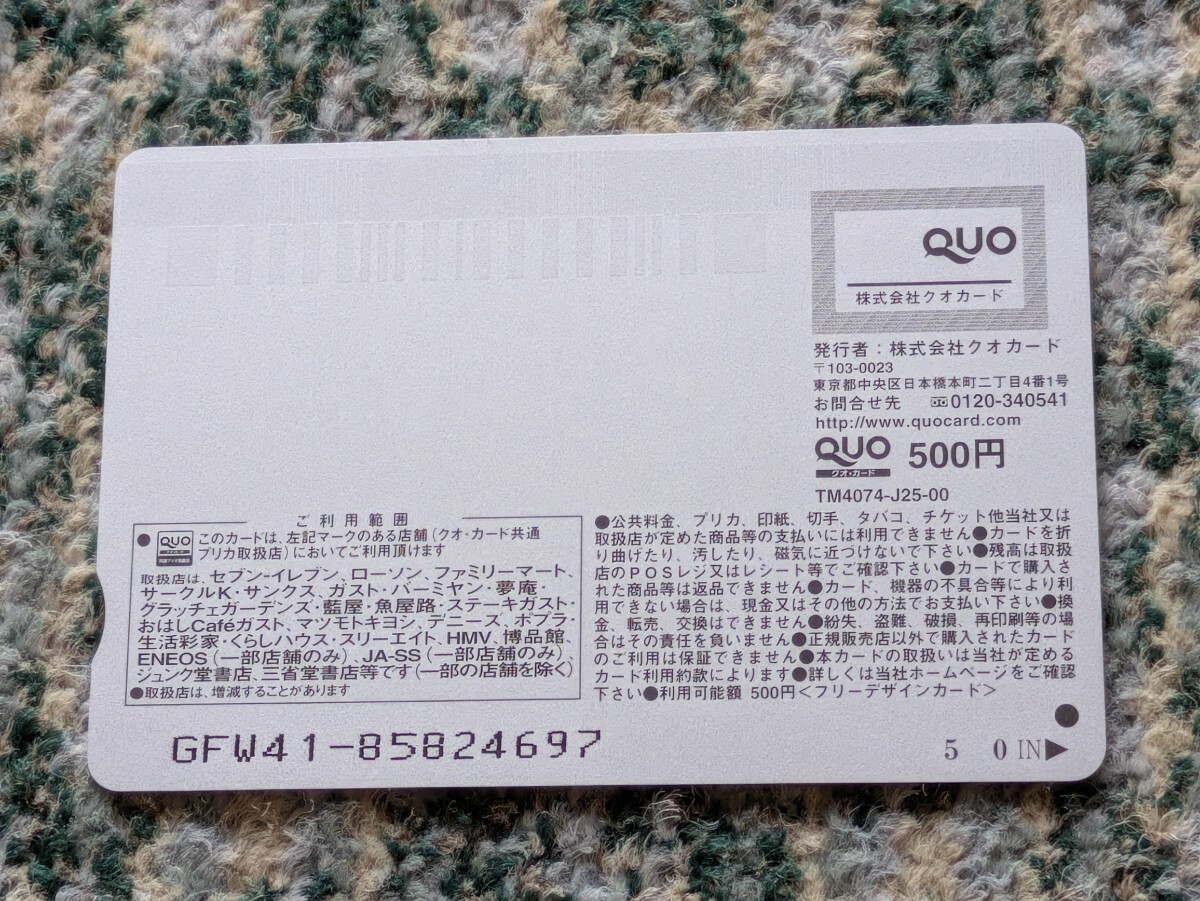 QUO
株式会社クオカード
発行者：株式会社クオカード
〒103-0023
東京都中央区日本橋本町二丁目4番1号
お問合せ先 0120-340541
http://www.quocard.com
QUO 500円
クオ・カード
TM4074-J25-00
ご利用範囲
●QUO このカードは、左記マークのある店舗（クオ・カード共通
プリカ取扱店）においてご利用頂けます
取扱店は、セブン-イレブン、ローソン、ファミリーマート、
サークルK・サンクス、ガスト・バーミヤン・夢庵・
グラッチェガーデンズ・藍屋・魚屋路・ステーキガスト・
おはしCaféガスト、マツモトキヨシ、デニーズ、ポプラ・
生活彩家・くらしハウス・スリーエイト、HMV、博品館、
ENEOS（一部店舗のみ）、JA-SS（一部店舗のみ）、
ジュンク堂書店、三省堂書店等です（一部の店舗を除く）
●取扱店は、増減することがあります
●公共料金、プリカ、印紙、切手、タバコ、チケット他当社又は
取扱店が定めた商品等の支払いには利用できません●カードを折
り曲げたり、汚したり、磁気に近づけないで下さい●残高は取扱
店のPOSレジ又はレシート等でご確認下さい●カードで購入さ
れた商品等は返品できません●カード、機器の不具合等により利
用できない場合は、現金又はその他の方法でお支払い下さい●換
金、転売、交換はできません●紛失、盗難、破損、再印刷等の場
合はその責任を負いません●正規販売店以外で購入されたカード
のご利用は保証できません●本カードの取扱いは当社が定める
カード利用約款によります●詳しくは当社ホームページをご確認
下さい●利用可能額 500円＜フリーデザインカード＞
GFW41-85824697
5 0 IN▶